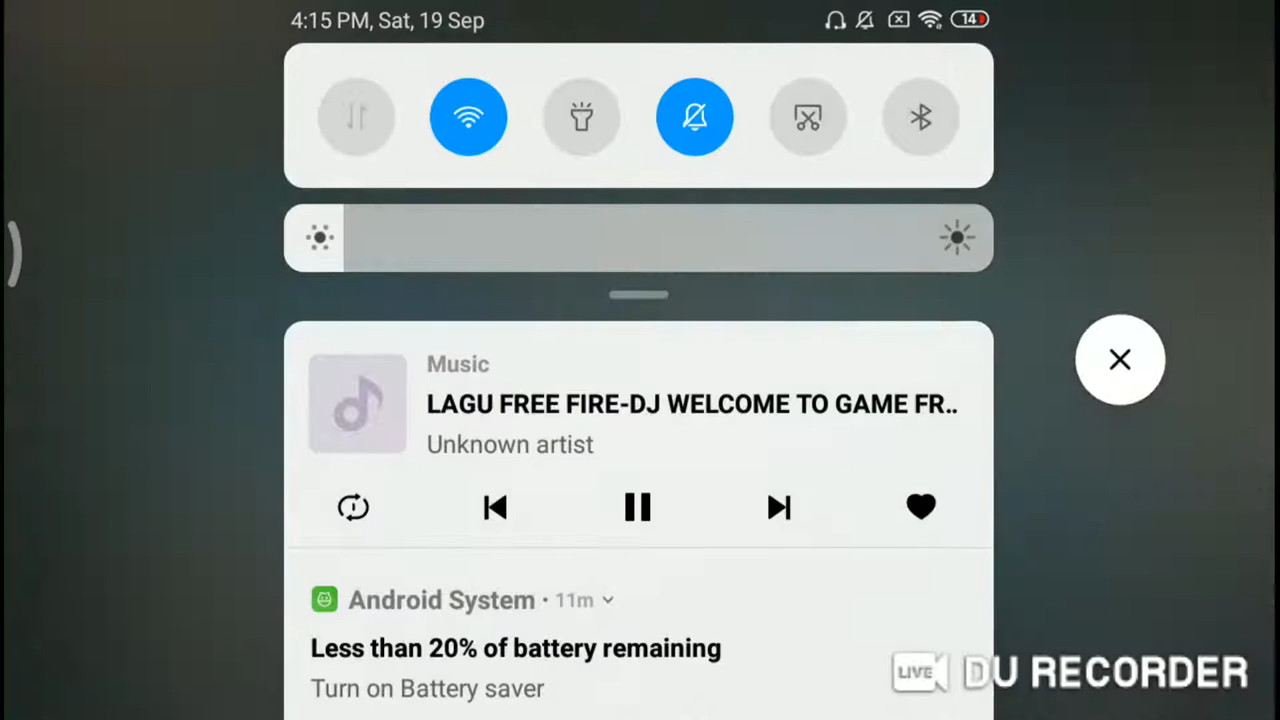 4:15 PM, Sat, 19 Sep
14
Music
LAGU FREE FIRE-DJ WELCOME TO GAME FR..
Unknown artist
Android System • 11m
Less than 20% of battery remaining
Turn on Battery saver
LIVE DU RECORDER